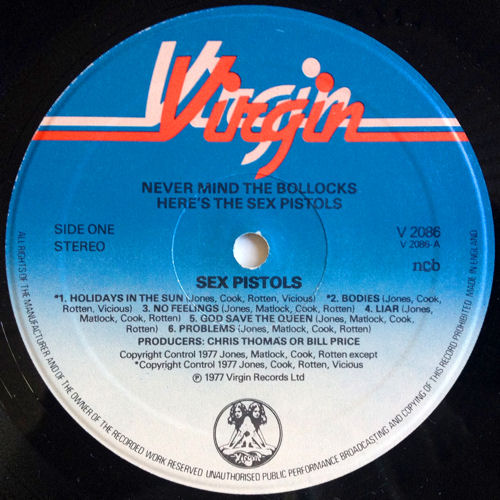 Virgin
NEVER MIND THE BOLLOCKS
HERE'S THE SEX PISTOLS
SIDE ONE
STEREO
V 2086
V 2086-A
ncb
SEX PISTOLS
*1. HOLIDAYS IN THE SUN (Jones, Cook, Rotten, Vicious) *2. BODIES (Jones, Cook,
Rotten, Vicious) 3. NO FEELINGS (Jones, Matlock, Cook, Rotten) 4. LIAR (Jones,
Matlock, Cook, Rotten) 5. GOD SAVE THE QUEEN (Jones, Matlock, Cook,
Rotten) 6. PROBLEMS (Jones, Matlock, Cook, Rotten)
PRODUCERS: CHRIS THOMAS OR BILL PRICE
Copyright Control 1977 Jones, Matlock, Cook, Rotten except
*Copyright Control 1977 Jones, Cook, Rotten, Vicious
℗ 1977 Virgin Records Ltd
Virgin
ALL RIGHTS OF THE MANUFACTURER AND OF THE OWNER OF THE RECORDED WORK RESERVED. UNAUTHORISED PUBLIC PERFORMANCE BROADCASTING AND COPYING OF THIS RECORD PROHIBITED. MADE IN ENGLAND